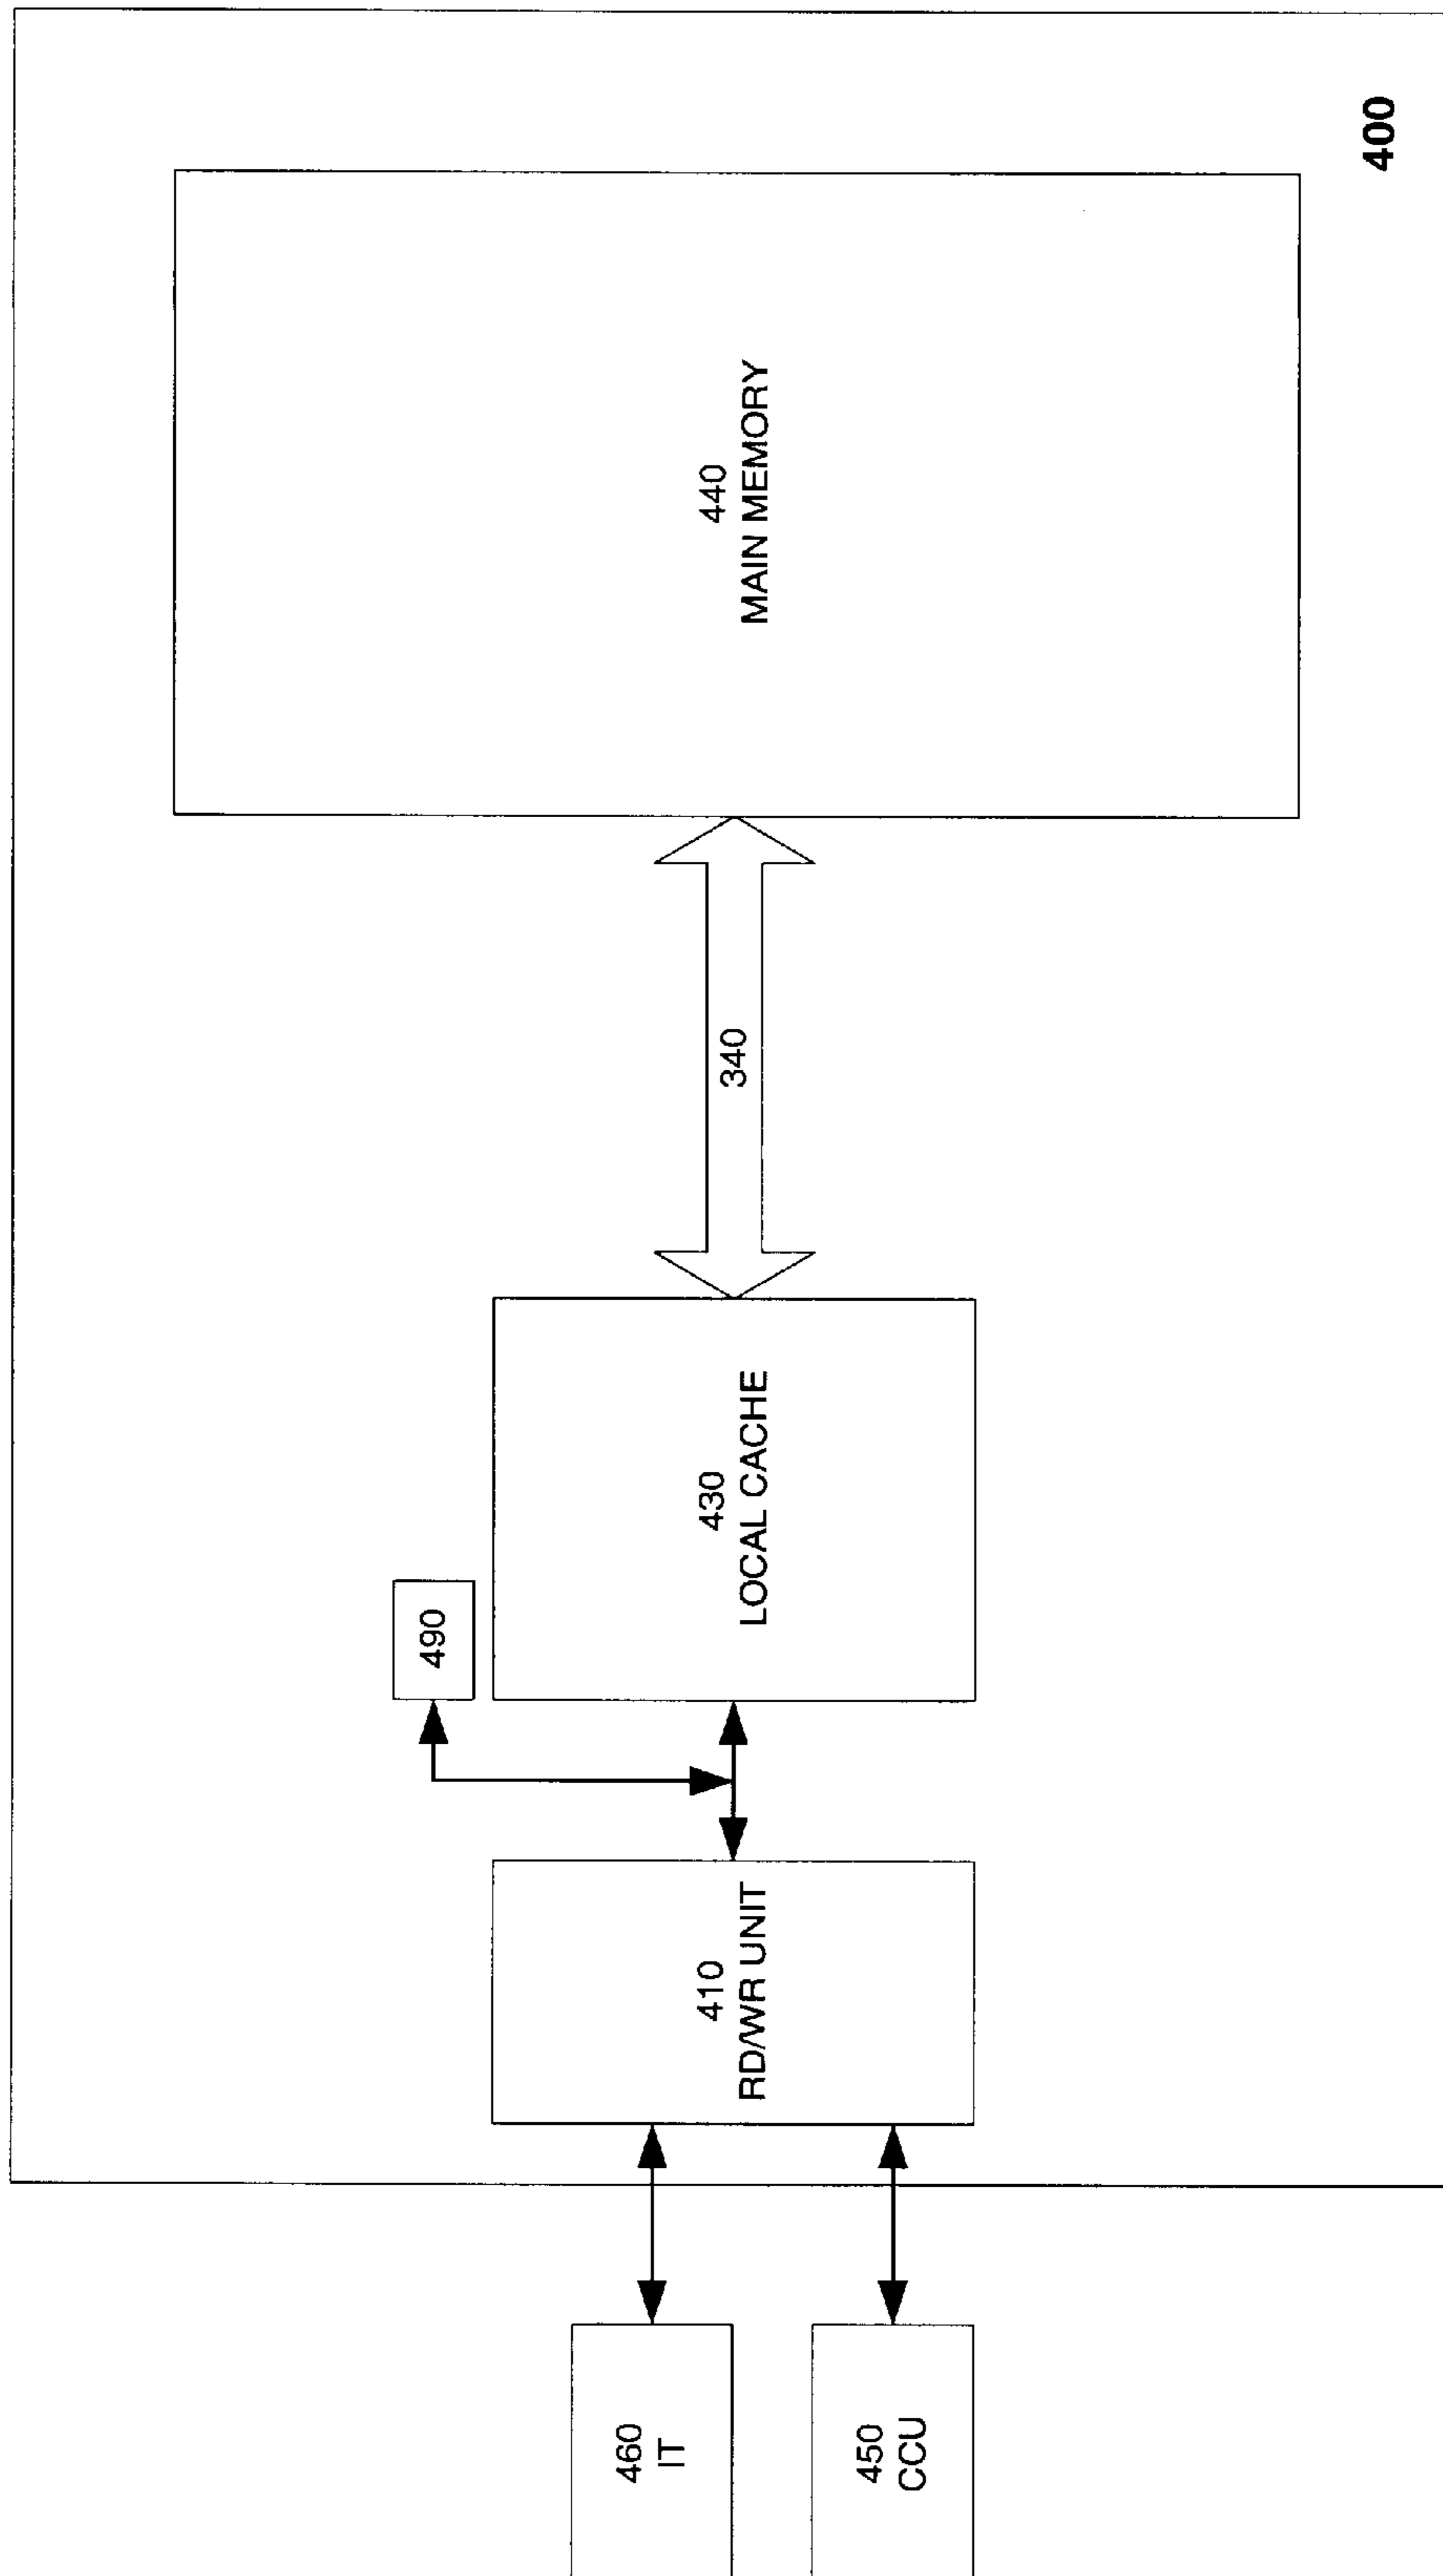 460
IT
450
CCU
410
RD/WR UNIT
490
430
LOCAL CACHE
340
440
MAIN MEMORY
400